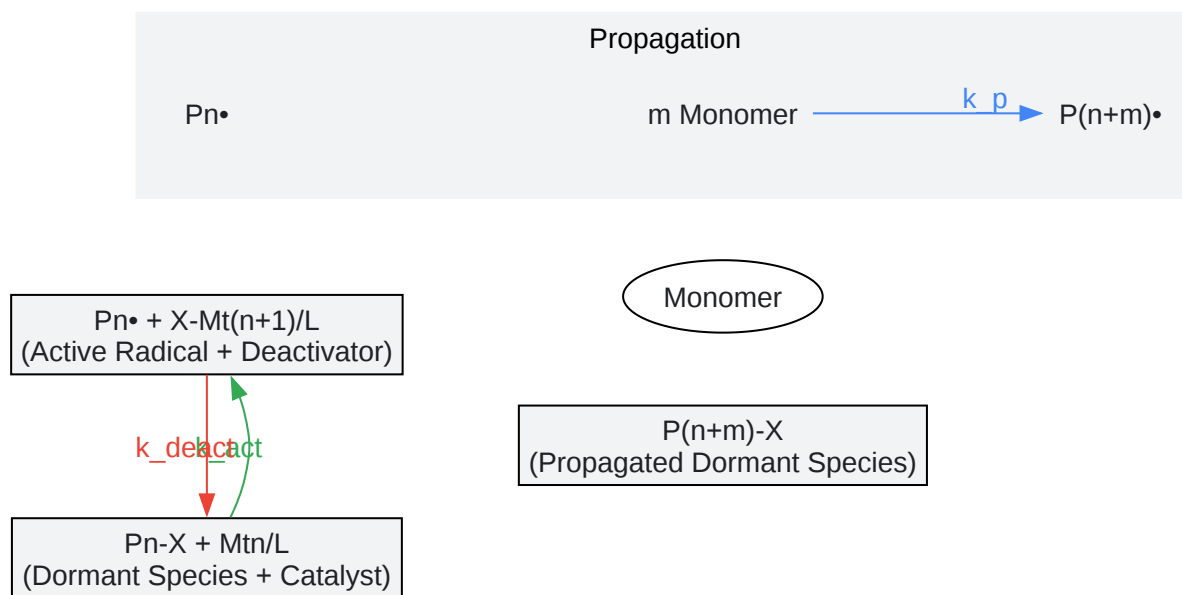 Propagation
Pn•
m Monomer
k_p
P(n+m)•
Monomer
Pn• + X-Mt(n+1)/L
(Active Radical + Deactivator)
P(n+m)-X
(Propagated Dormant Species)
k_deact
k_act
Pn-X + Mtn/L
(Dormant Species + Catalyst)